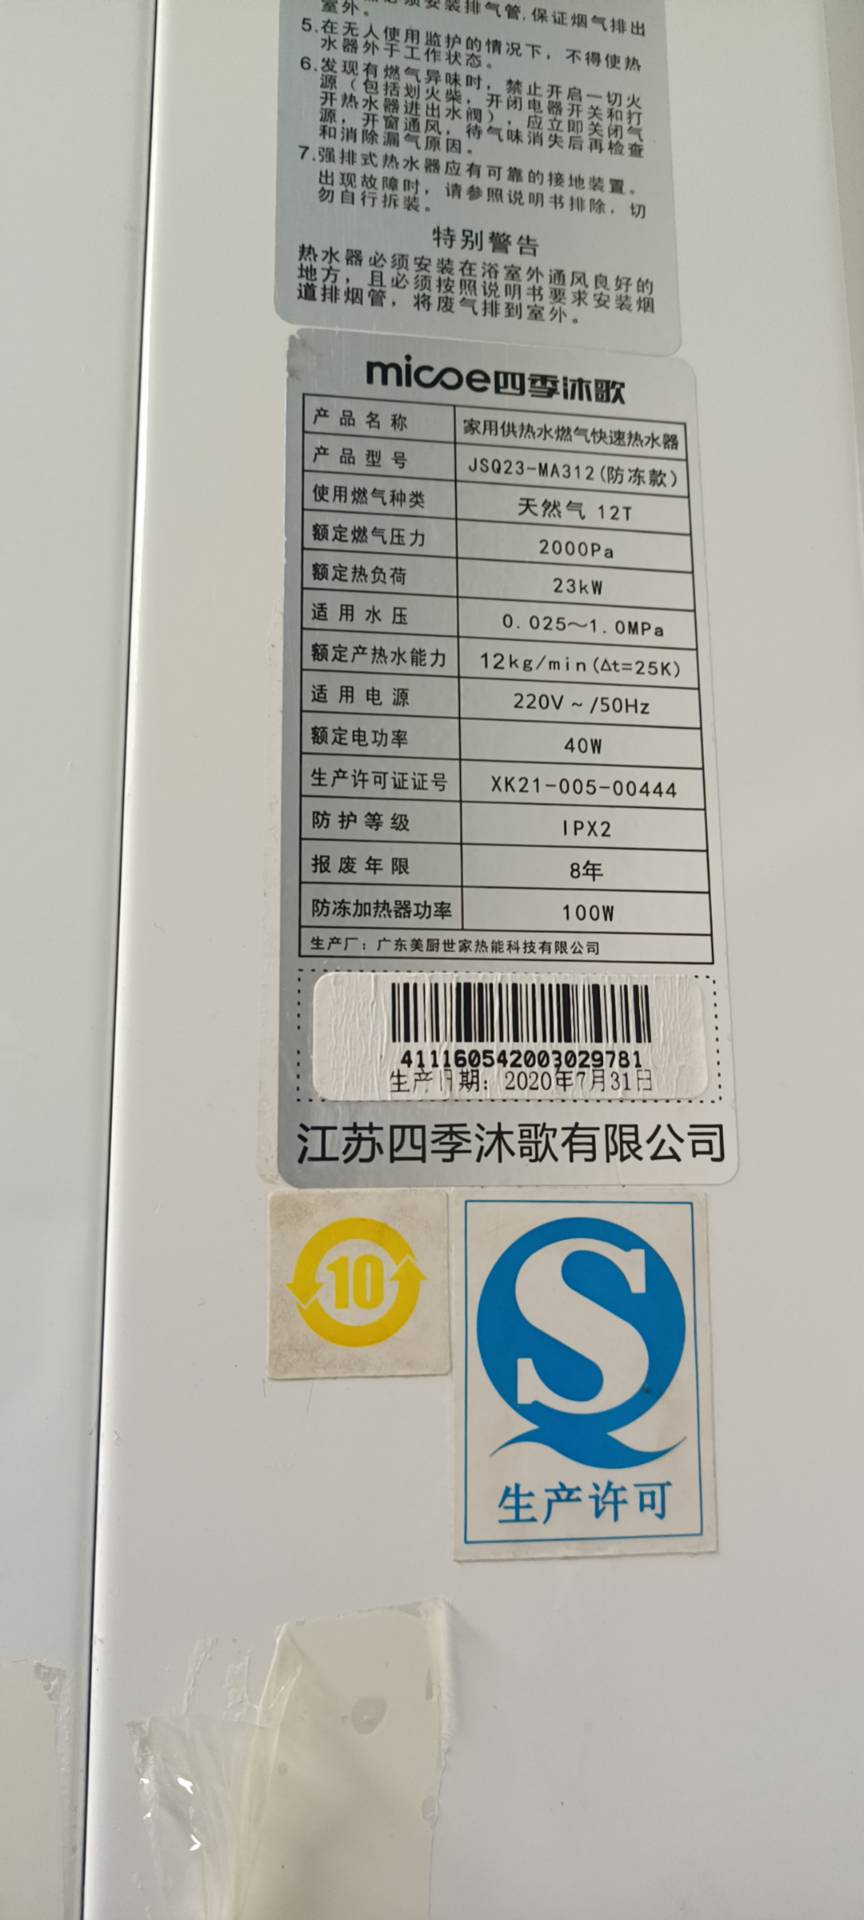 须安装排气管,保证烟气排出
室外。
5.在无人使用监护的情况下，不得使热
水器外于工作状态。
6.发现有燃气异味时，禁止开启一切火
源（包括划火柴，开闭电器开关和打
开热水器进出水阀），应立即关闭气
源，开窗通风，待气味消失后再检查
和消除漏气原因。
7.强排式热水器应有可靠的接地装置。
出现故障时，请参照说明书排除，切
勿自行拆装。
特别警告
热水器必须安装在浴室外通风良好的
地方，且必须按照说明书要求安装烟
道排烟管，将废气排到室外。
micoe四季沐歌
产品名称 家用供热水燃气快速热水器
产品型号 JSQ23-MA312(防冻款)
使用燃气种类 天然气 12T
额定燃气压力 2000Pa
额定热负荷 23kW
适用水压 0.025～1.0MPa
额定产热水能力 12kg/min(Δt=25K)
适用电源 220V～/50Hz
额定电功率 40W
生产许可证证号 XK21-005-00444
防护等级 IPX2
报废年限 8年
防冻加热器功率 100W
生产厂：广东美厨世家热能科技有限公司
411160542003029781
生产日期：2020年7月31日
江苏四季沐歌有限公司
10
S
生产许可